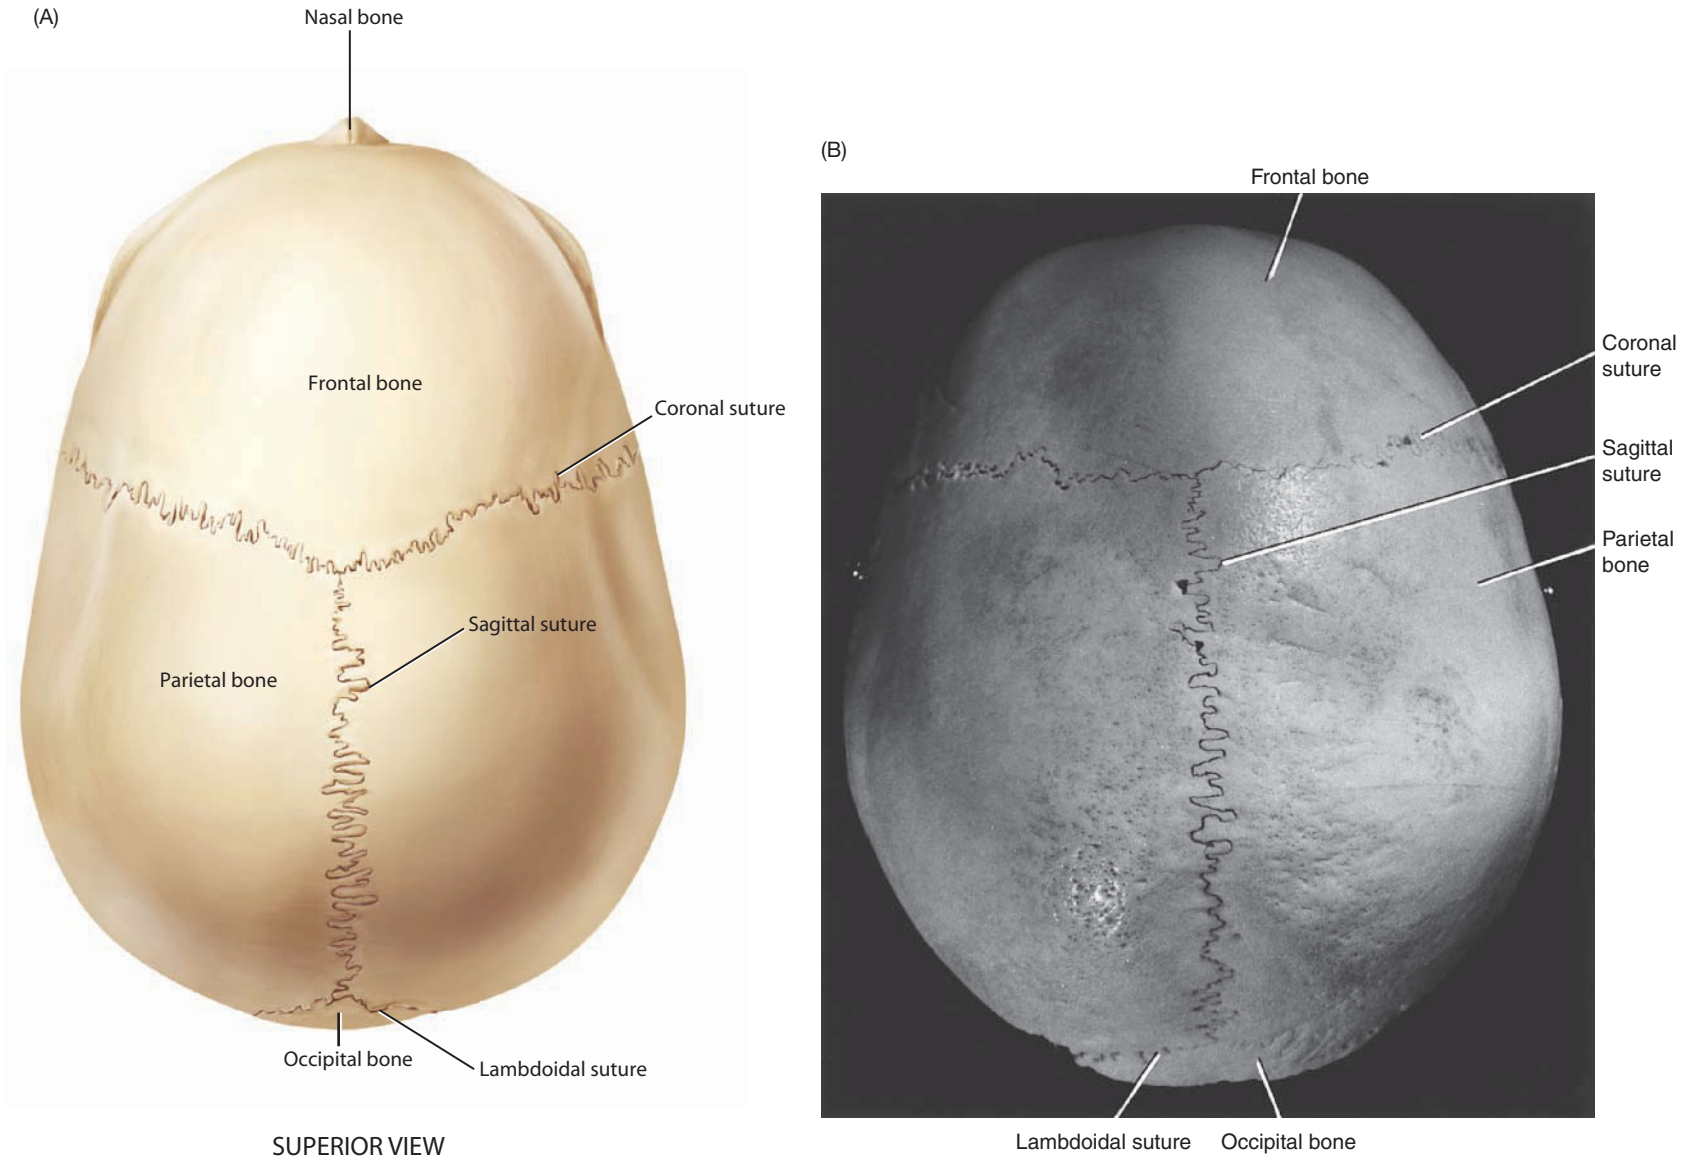 (A)
Nasal bone
Frontal bone
Coronal suture
Sagittal suture
Parietal bone
Occipital bone
Lambdoidal suture
SUPERIOR VIEW
(B)
Frontal bone
Coronal
suture
Sagittal
suture
Parietal
bone
Lambdoidal suture
Occipital bone